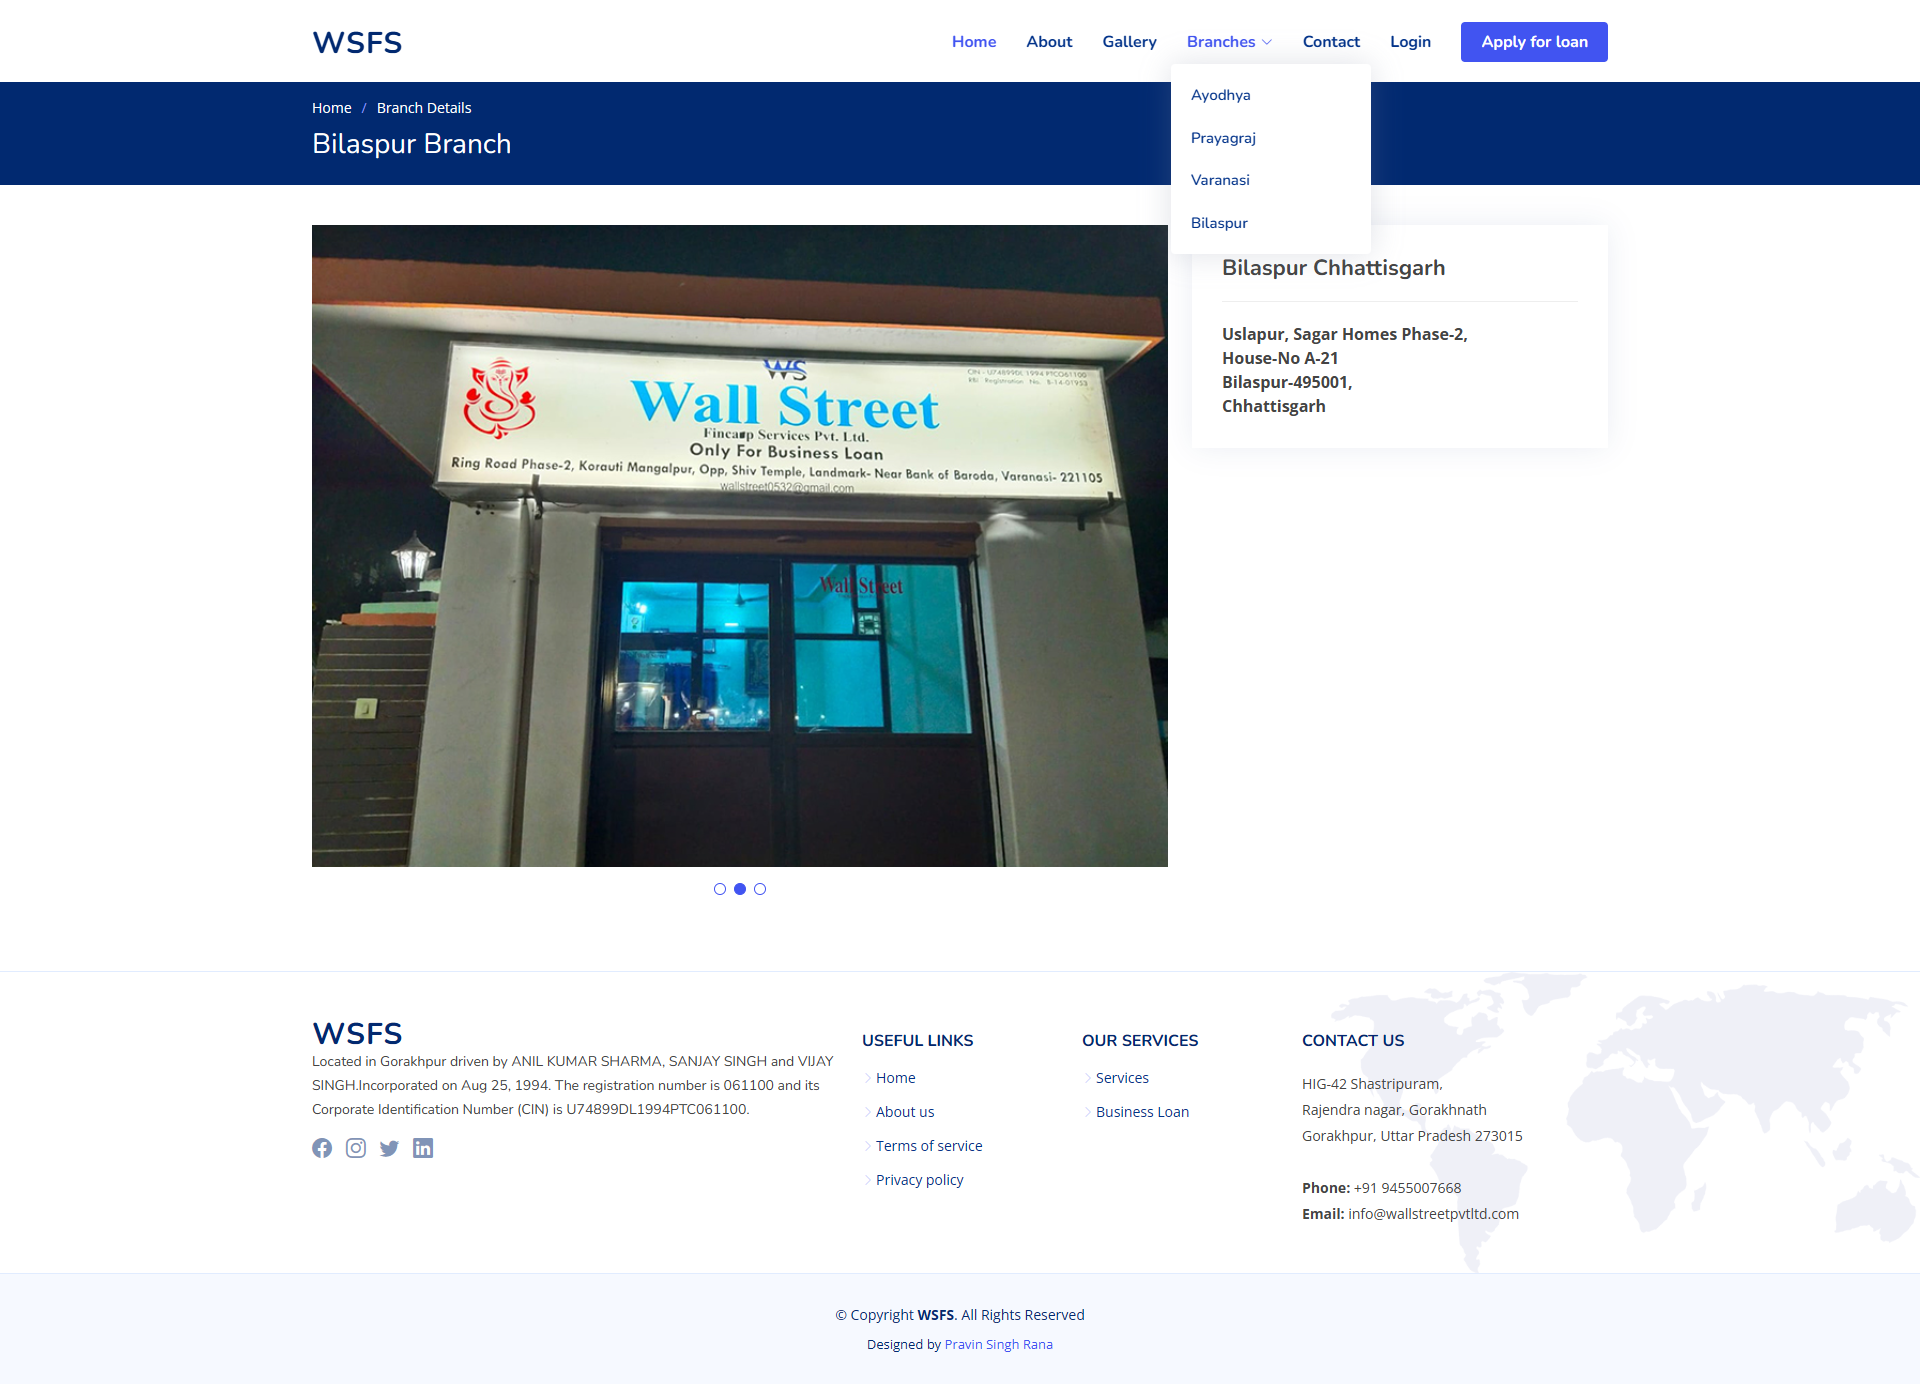 WSFS
Home
About
Gallery
Branches
Contact
Login
Apply for loan
Ayodhya
Prayagraj
Varanasi
Bilaspur
Home / Branch Details
Bilaspur Branch
WS
CIN - U74899DL 1994 PTC061100
RBI Registration No. B-14-01953
Wall Street
Fincarp Services Pvt. Ltd.
Only For Business Loan
Ring Road Phase-2, Korauti Mangalpur, Opp, Shiv Temple, Landmark- Near Bank of Baroda, Varanasi- 221105
wallstreet0532@gmail.com
Wall Street
Bilaspur Chhattisgarh
Uslapur, Sagar Homes Phase-2,
House-No A-21
Bilaspur-495001,
Chhattisgarh
WSFS
Located in Gorakhpur driven by ANIL KUMAR SHARMA, SANJAY SINGH and VIJAY
SINGH.Incorporated on Aug 25, 1994. The registration number is 061100 and its
Corporate Identification Number (CIN) is U74899DL1994PTC061100.
USEFUL LINKS
Home
About us
Terms of service
Privacy policy
OUR SERVICES
Services
Business Loan
CONTACT US
HIG-42 Shastripuram,
Rajendra nagar, Gorakhnath
Gorakhpur, Uttar Pradesh 273015
Phone: +91 9455007668
Email: info@wallstreetpvtltd.com
© Copyright WSFS. All Rights Reserved
Designed by Pravin Singh Rana